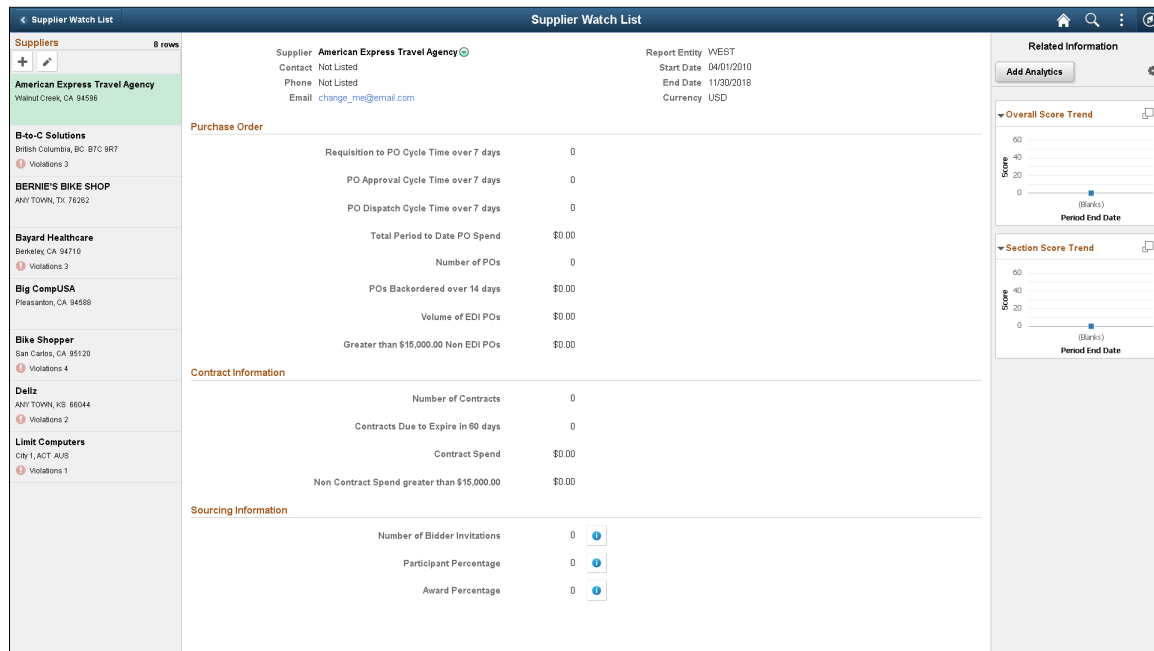 Supplier Watch List
Supplier Watch List
Suppliers
8 rows
American Express Travel Agency
Walnut Creek, CA 94596
B-to-C Solutions
British Columbia, BC B7C 9R7
Violations 3
BERNIE'S BIKE SHOP
ANY TOWN, TX 76262
Bayard Healthcare
Berkeley, CA 94710
Violations 3
Big CompUSA
Pleasanton, CA 94588
Bike Shopper
San Carlos, CA 95120
Violations 4
Dellz
ANY TOWN, KS 66044
Violations 2
Limit Computers
City 1, ACT AUS
Violations 1
Supplier American Express Travel Agency
Contact Not Listed
Phone Not Listed
Email change_me@email.com
Report Entity WEST
Start Date 04/01/2010
End Date 11/30/2018
Currency USD
Purchase Order
Requisition to PO Cycle Time over 7 days 0
PO Approval Cycle Time over 7 days 0
PO Dispatch Cycle Time over 7 days 0
Total Period to Date PO Spend $0.00
Number of POs 0
POs Backordered over 14 days $0.00
Volume of EDI POs $0.00
Greater than $15,000.00 Non EDI POs $0.00
Contract Information
Number of Contracts 0
Contracts Due to Expire in 60 days 0
Contract Spend $0.00
Non Contract Spend greater than $15,000.00 $0.00
Sourcing Information
Number of Bidder Invitations 0
Participant Percentage 0
Award Percentage 0
Related Information
Add Analytics
Overall Score Trend
60
40
20
0
Score
(Blanks)
Period End Date
Section Score Trend
60
40
20
0
Score
(Blanks)
Period End Date